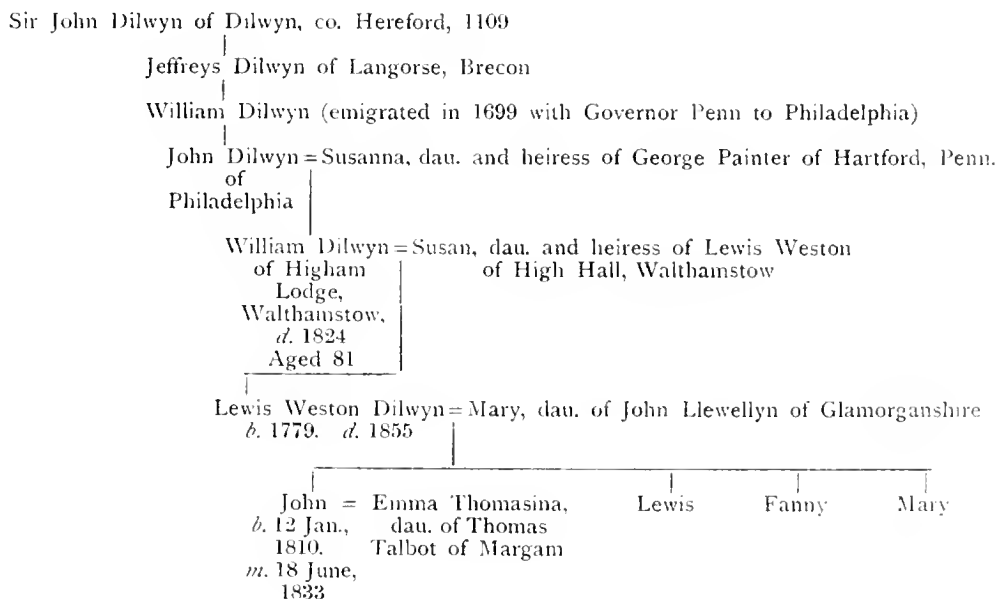 Sir John Dilwyn of Dilwyn, co. Hereford, 1109
Jeffreys Dilwyn of Langorse, Brecon
William Dilwyn (emigrated in 1699 with Governor Penn to Philadelphia)
John Dilwyn = Susanna, dau. and heiress of George Painter of Hartford, Penn.
of
Philadelphia
William Dilwyn = Susan, dau. and heiress of Lewis Weston
of Higham of High Hall, Walthamstow
Lodge,
Walthamstow,
d. 1824
Aged 81
Lewis Weston Dilwyn = Mary, dau. of John Llewellyn of Glamorganshire
b. 1779. d. 1855
John = Emma Thomasina, Lewis Fanny Mary
b. 12 Jan., dau. of Thomas
1810. Talbot of Margam
m. 18 June,
1833